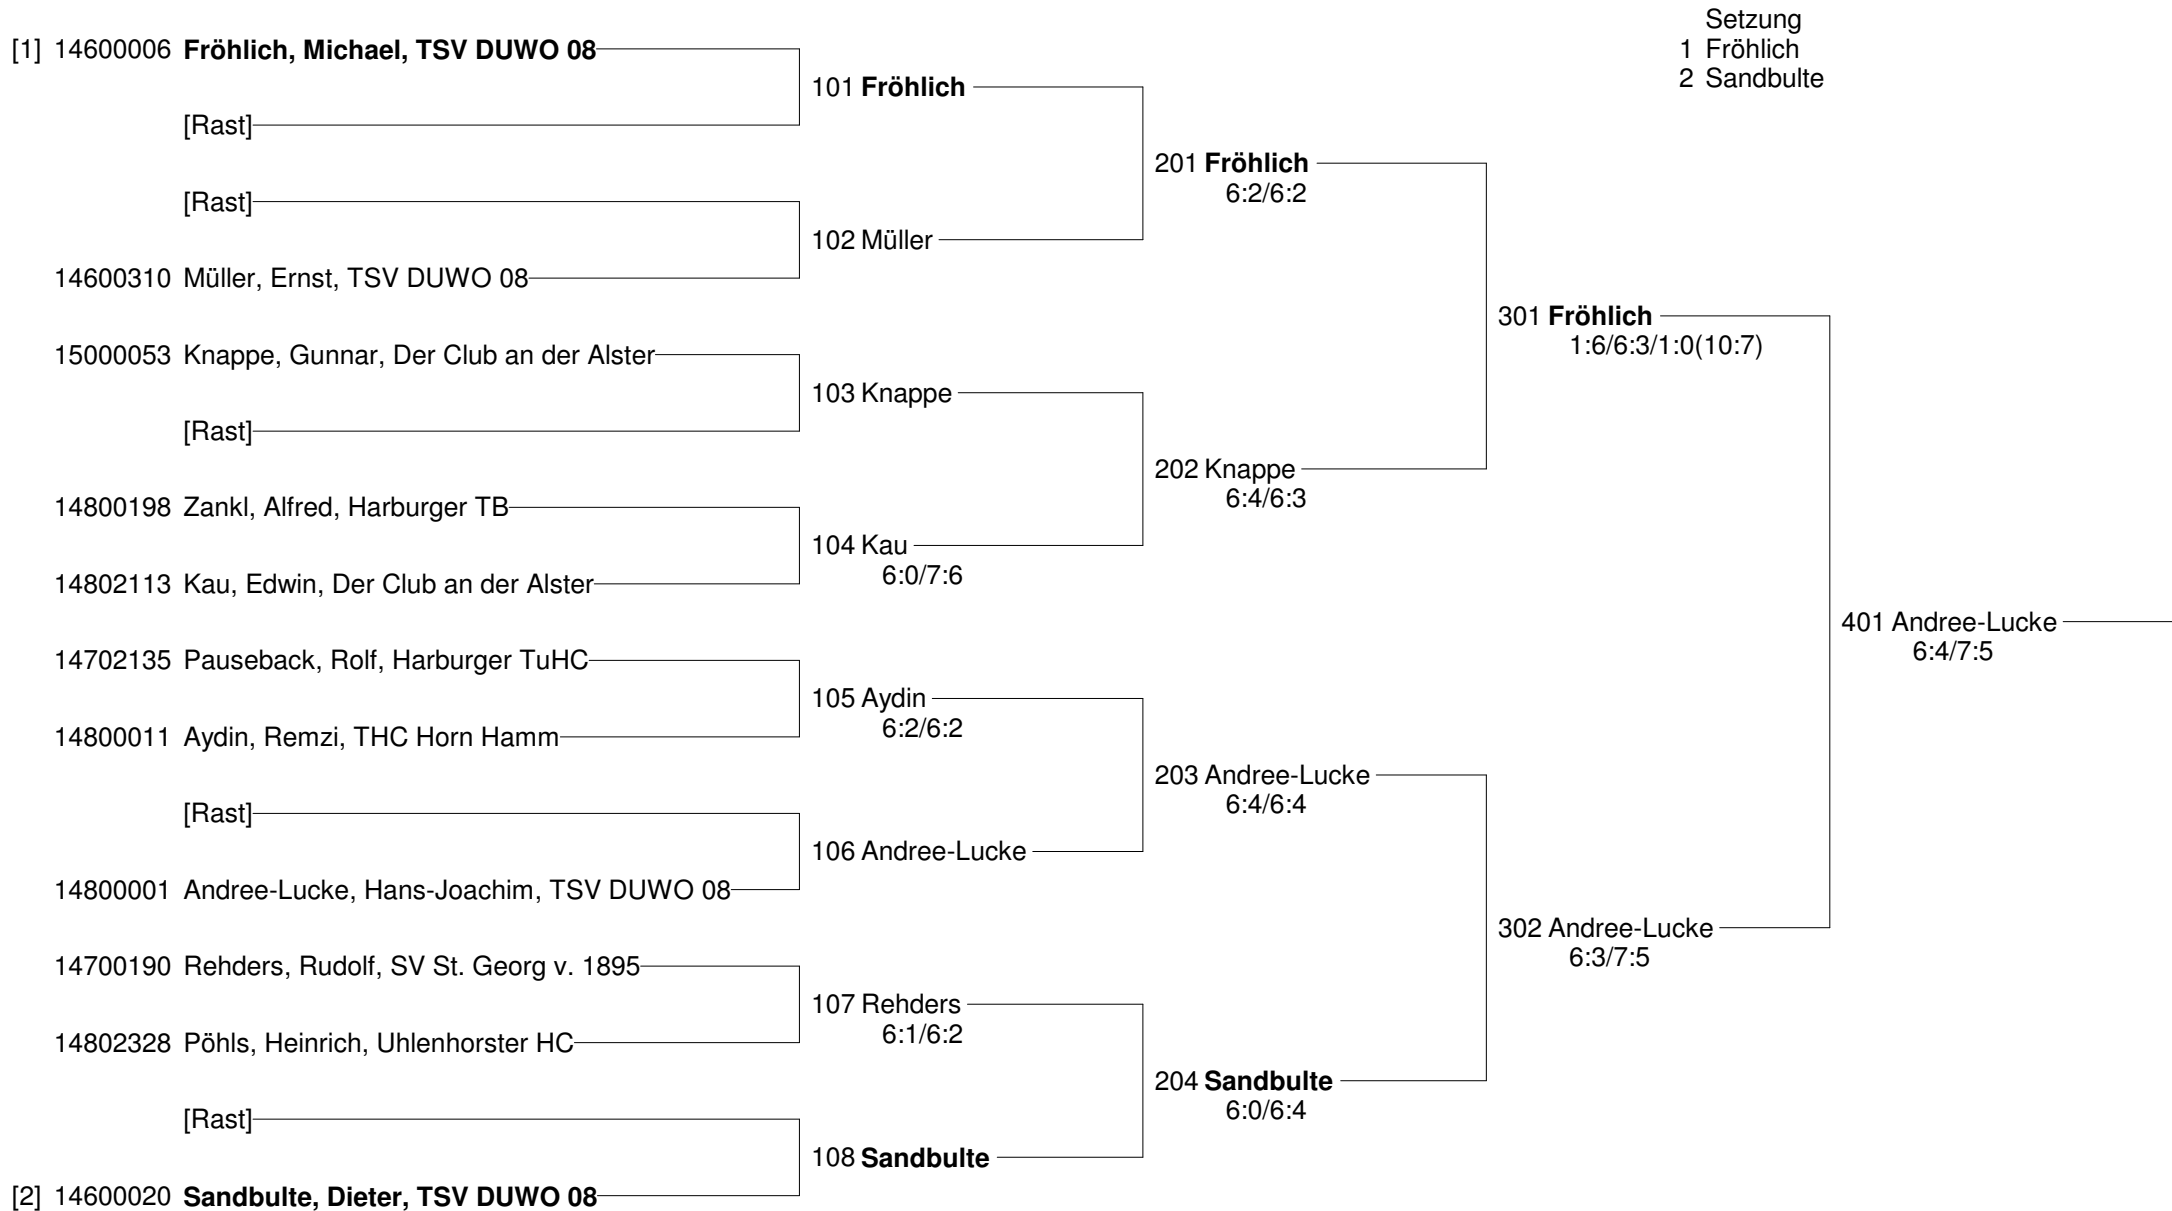 Setzung
1 Fröhlich
2 Sandbulte
[1] 14600006 Fröhlich, Michael, TSV DUWO 08
[Rast]
[Rast]
14600310 Müller, Ernst, TSV DUWO 08
15000053 Knappe, Gunnar, Der Club an der Alster
[Rast]
14800198 Zankl, Alfred, Harburger TB
14802113 Kau, Edwin, Der Club an der Alster
14702135 Pauseback, Rolf, Harburger TuHC
14800011 Aydin, Remzi, THC Horn Hamm
[Rast]
14800001 Andree-Lucke, Hans-Joachim, TSV DUWO 08
14700190 Rehders, Rudolf, SV St. Georg v. 1895
14802328 Pöhls, Heinrich, Uhlenhorster HC
[Rast]
[2] 14600020 Sandbulte, Dieter, TSV DUWO 08
101 Fröhlich
102 Müller
103 Knappe
104 Kau
6:0/7:6
105 Aydin
6:2/6:2
106 Andree-Lucke
107 Rehders
6:1/6:2
108 Sandbulte
201 Fröhlich
6:2/6:2
202 Knappe
6:4/6:3
203 Andree-Lucke
6:4/6:4
204 Sandbulte
6:0/6:4
301 Fröhlich
1:6/6:3/1:0(10:7)
302 Andree-Lucke
6:3/7:5
401 Andree-Lucke
6:4/7:5